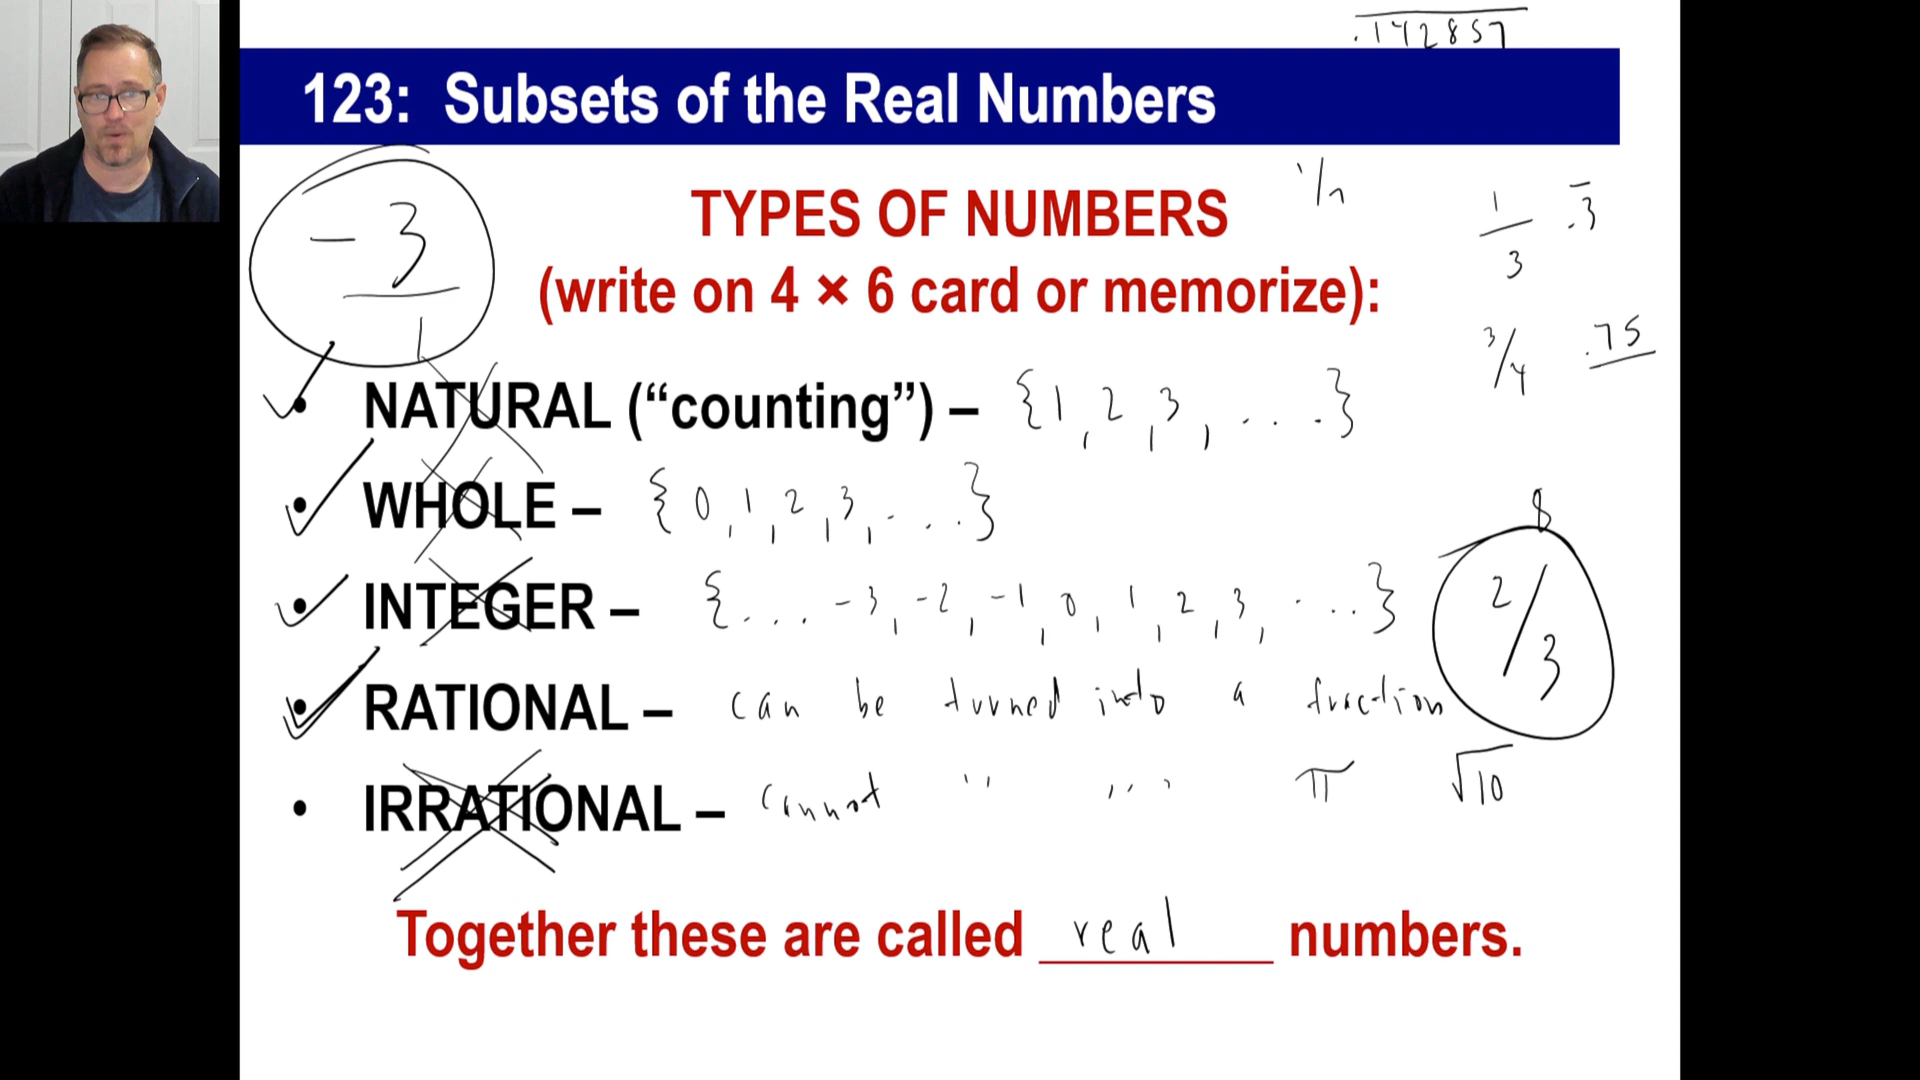 .142857
123: Subsets of the Real Numbers
TYPES OF NUMBERS
1/7
1/3 .3
-3/1
(write on 4 × 6 card or memorize):
3/4 .75
• NATURAL (“counting”) – {1, 2, 3, ...}
• WHOLE – {0, 1, 2, 3, ...}
8
• INTEGER – {... -3, -2, -1, 0, 1, 2, 3, ...}
2/3
• RATIONAL – can be turned into a fraction
• IRRATIONAL – cannot " " π √10
Together these are called real numbers.